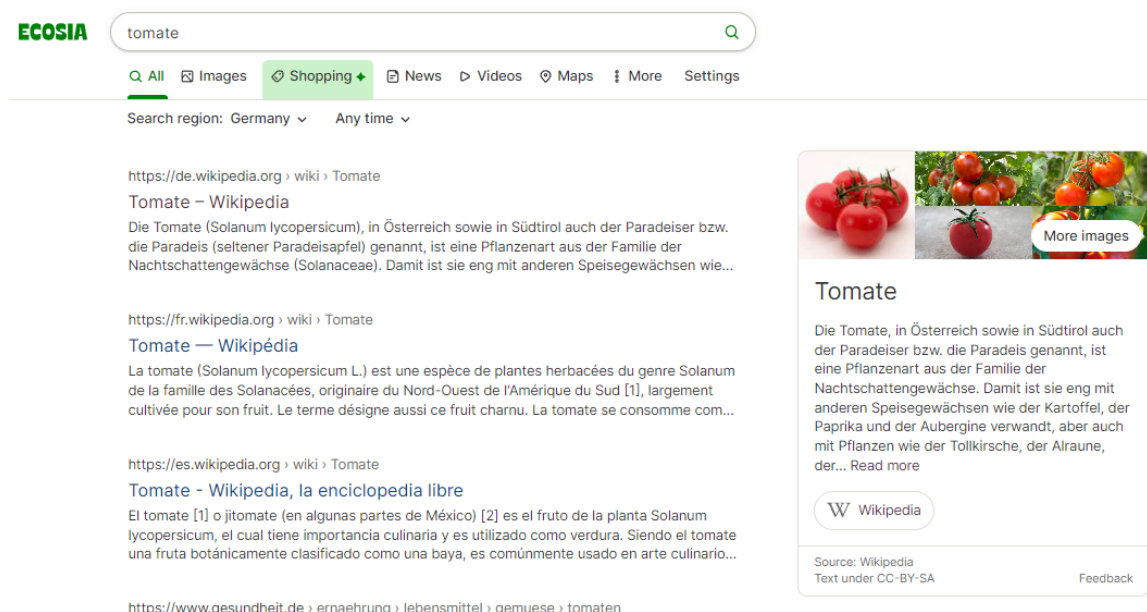 ECOSIA
tomate
All Images Shopping News Videos Maps More Settings
Search region: Germany Any time
https://de.wikipedia.org › wiki › Tomate
Tomate – Wikipedia
Die Tomate (Solanum lycopersicum), in Österreich sowie in Südtirol auch der Paradeiser bzw.
die Paradeis (seltener Paradeisapfel) genannt, ist eine Pflanzenart aus der Familie der
Nachtschattengewächse (Solanaceae). Damit ist sie eng mit anderen Speisegewächsen wie...
https://fr.wikipedia.org › wiki › Tomate
Tomate — Wikipédia
La tomate (Solanum lycopersicum L.) est une espèce de plantes herbacées du genre Solanum
de la famille des Solanacées, originaire du Nord-Ouest de l'Amérique du Sud [1], largement
cultivée pour son fruit. Le terme désigne aussi ce fruit charnu. La tomate se consomme com...
https://es.wikipedia.org › wiki › Tomate
Tomate - Wikipedia, la enciclopedia libre
El tomate [1] o jitomate (en algunas partes de México) [2] es el fruto de la planta Solanum
lycopersicum, el cual tiene importancia culinaria y es utilizado como verdura. Siendo el tomate
una fruta botánicamente clasificado como una baya, es comúnmente usado en arte culinario...
https://www.gesundheit.de › ernaehrung › lebensmittel › gemuese › tomaten
More images
Tomate
Die Tomate, in Österreich sowie in Südtirol auch
der Paradeiser bzw. die Paradeis genannt, ist
eine Pflanzenart aus der Familie der
Nachtschattengewächse. Damit ist sie eng mit
anderen Speisegewächsen wie der Kartoffel, der
Paprika und der Aubergine verwandt, aber auch
mit Pflanzen wie der Tollkirsche, der Alraune,
der... Read more
W Wikipedia
Source: Wikipedia
Text under CC-BY-SA Feedback